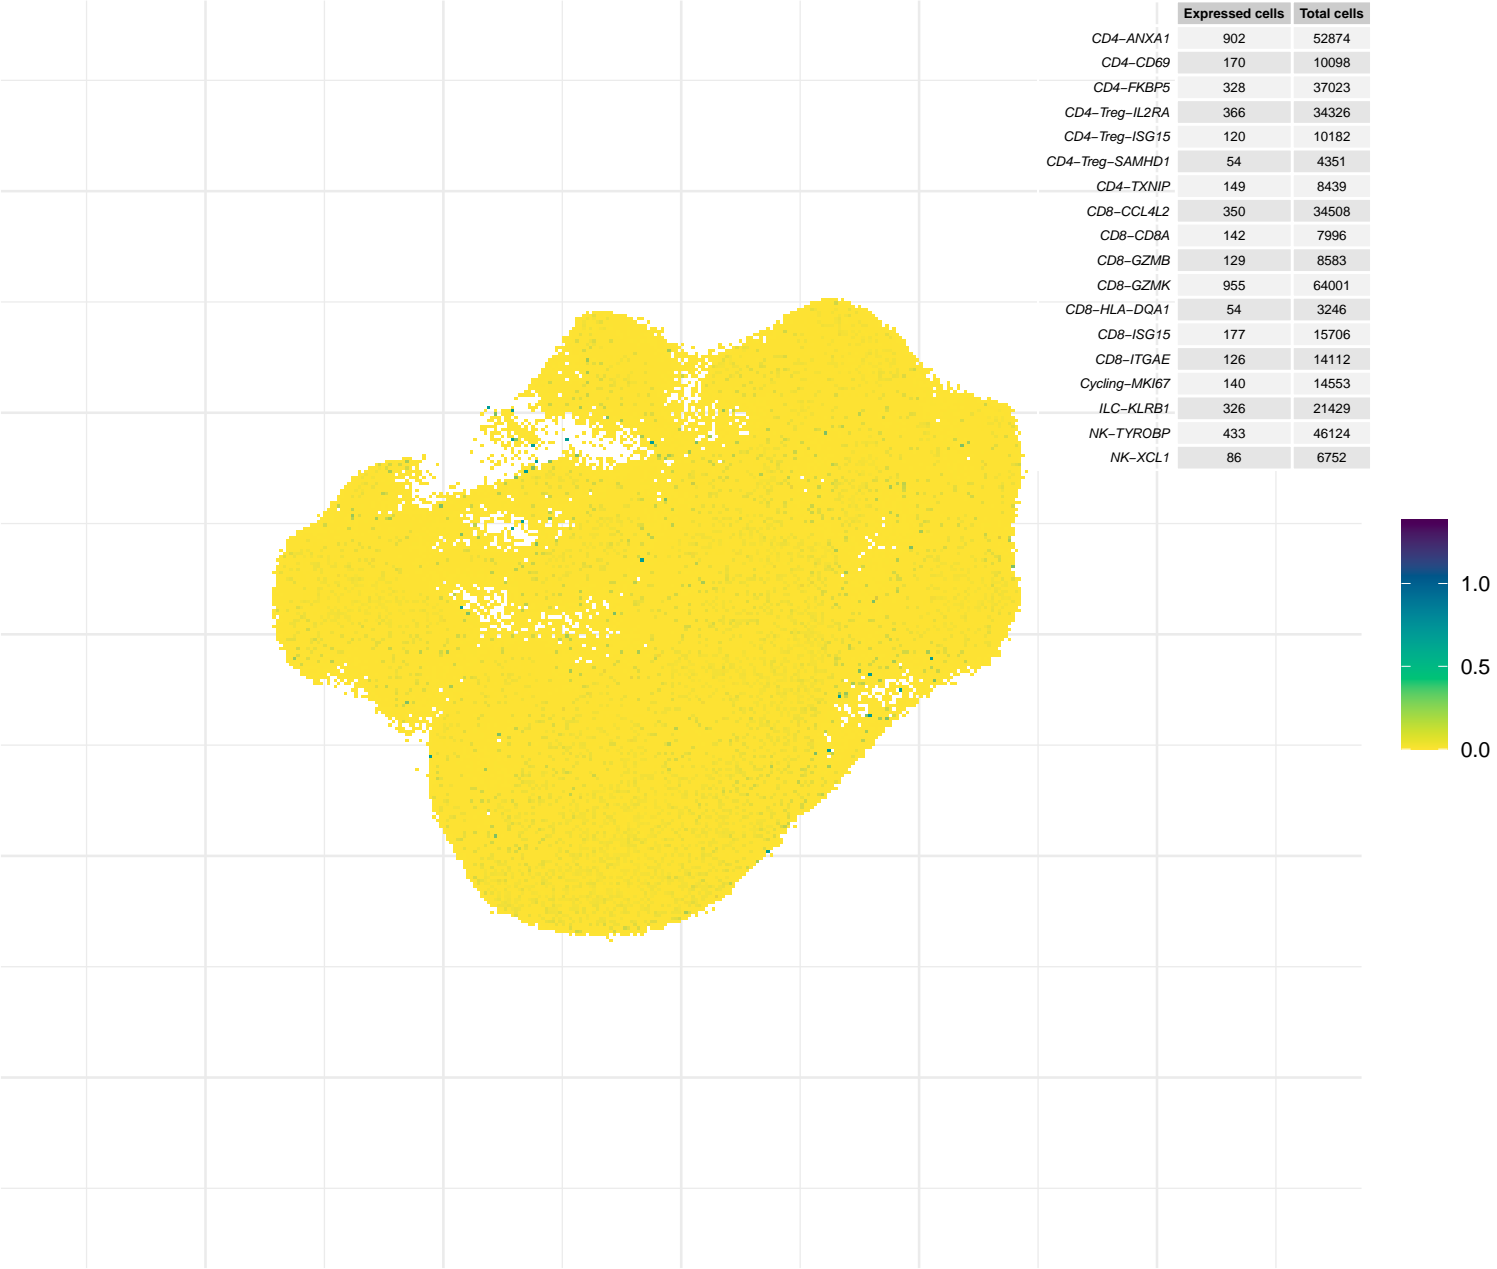 Expressed cells Total cells
CD4−ANXA1 902 52874
CD4−CD69 170 10098
CD4−FKBP5 328 37023
CD4−Treg−IL2RA 366 34326
CD4−Treg−ISG15 120 10182
CD4−Treg−SAMHD1 54 4351
CD4−TXNIP 149 8439
CD8−CCL4L2 350 34508
CD8−CD8A 142 7996
CD8−GZMB 129 8583
CD8−GZMK 955 64001
CD8−HLA−DQA1 54 3246
CD8−ISG15 177 15706
CD8−ITGAE 126 14112
Cycling−MKI67 140 14553
ILC−KLRB1 326 21429
NK−TYROBP 433 46124
NK−XCL1 86 6752
1.0
0.5
0.0